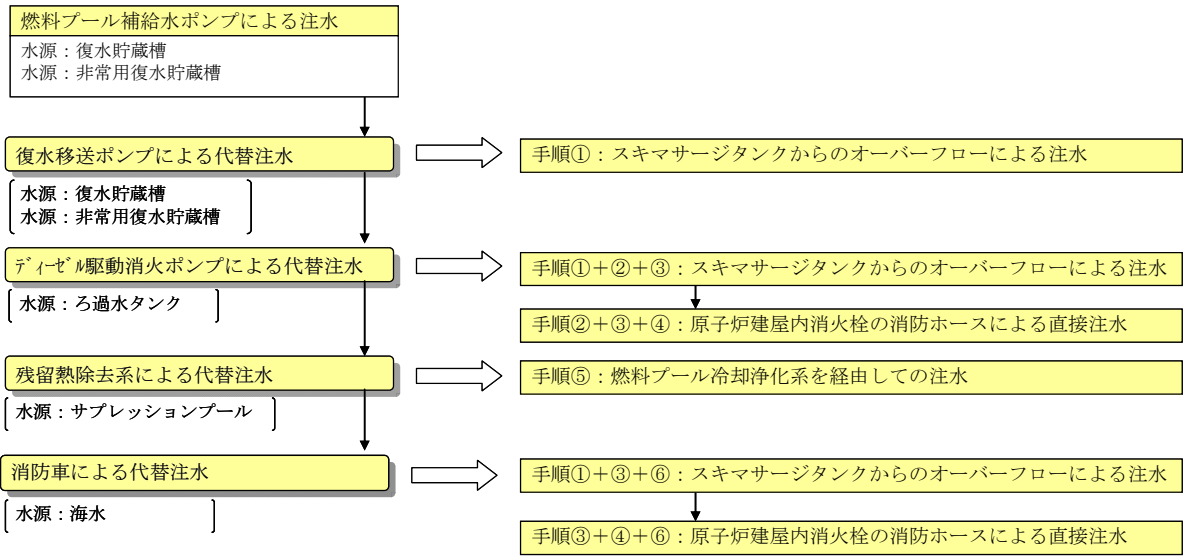 燃料プール補給水ポンプによる注水
水源：復水貯蔵槽
水源：非常用復水貯蔵槽
復水移送ポンプによる代替注水
手順①：スキマサージタンクからのオーバーフローによる注水
水源：復水貯蔵槽
水源：非常用復水貯蔵槽
ﾃﾞｨｰｾﾞﾙ駆動消火ポンプによる代替注水
手順①＋②＋③：スキマサージタンクからのオーバーフローによる注水
水源：ろ過水タンク
手順②＋③＋④：原子炉建屋内消火栓の消防ホースによる直接注水
残留熱除去系による代替注水
手順⑤：燃料プール冷却浄化系を経由しての注水
水源：サプレッションプール
消防車による代替注水
手順①＋③＋⑥：スキマサージタンクからのオーバーフローによる注水
水源：海水
手順③＋④＋⑥：原子炉建屋内消火栓の消防ホースによる直接注水